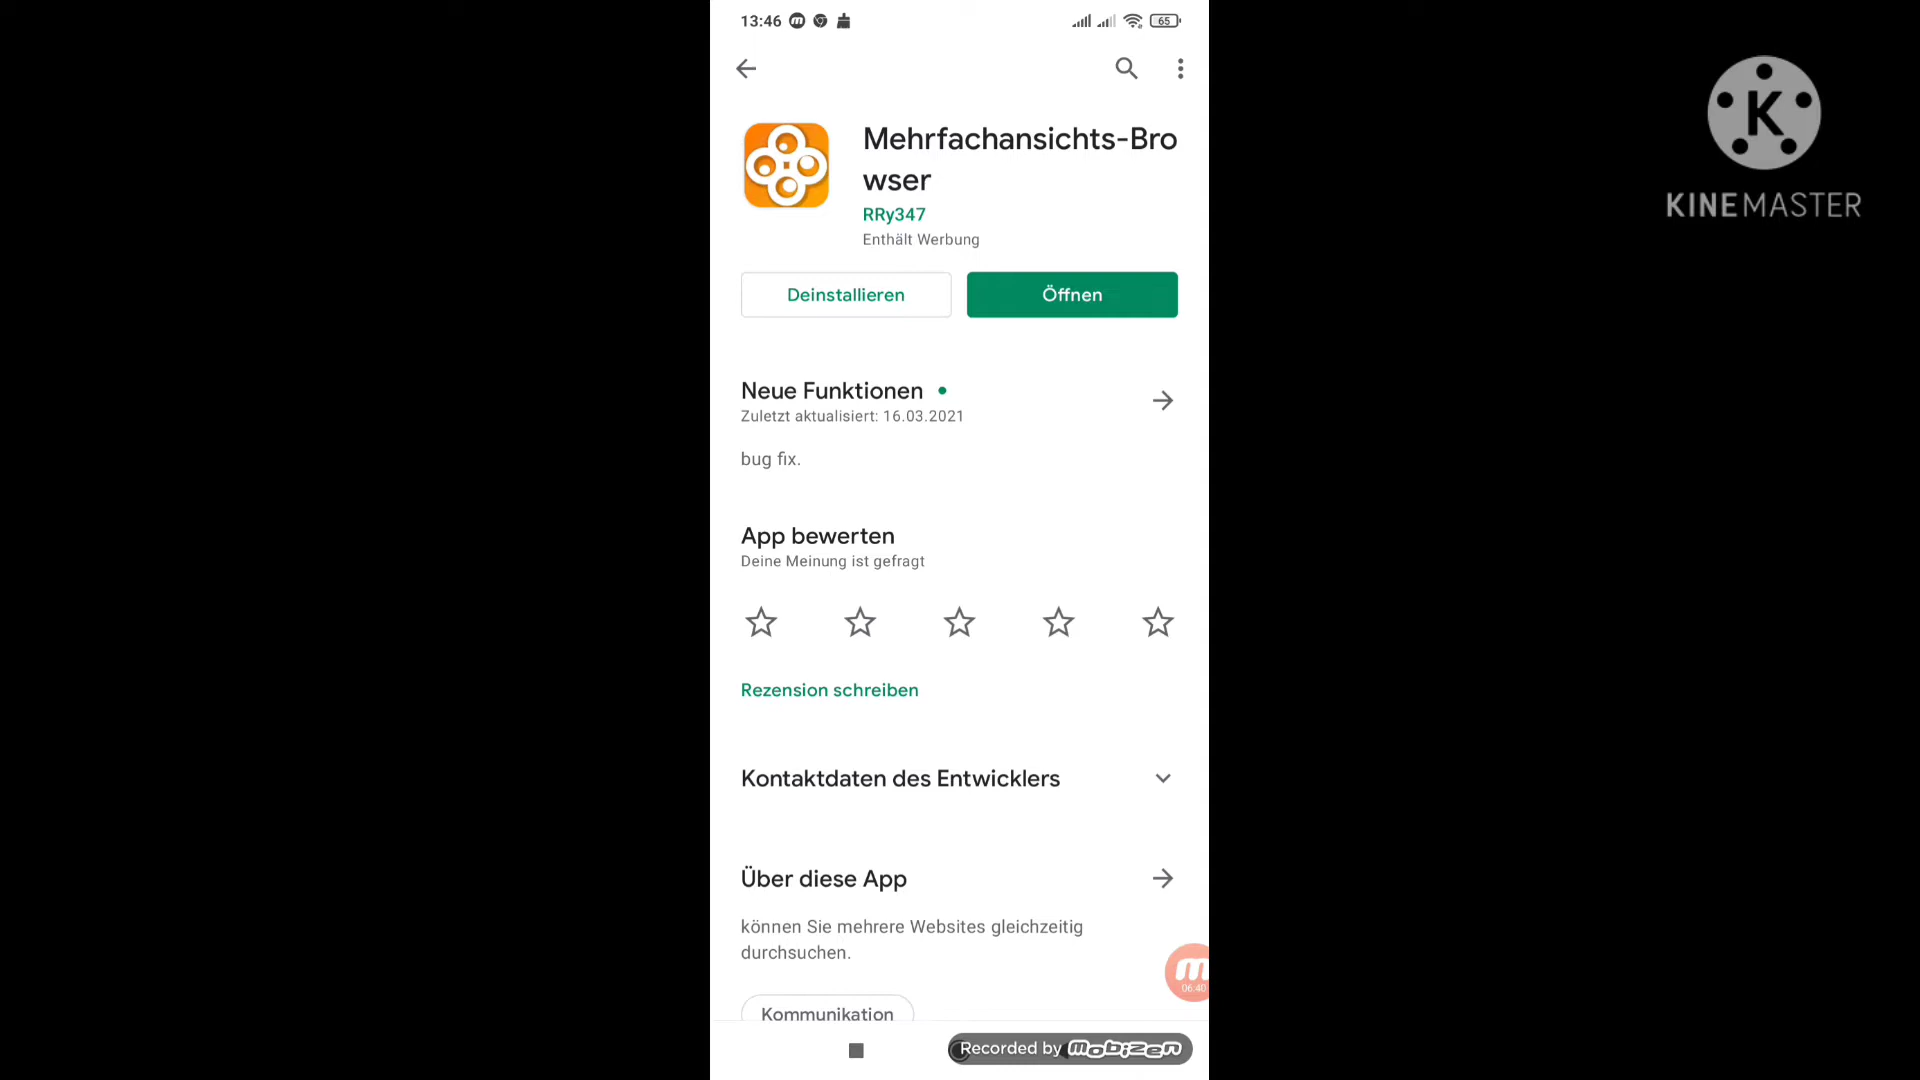 13:46
65
K
KINEMASTER
Mehrfachansichts-Bro
wser
RRy347
Enthält Werbung
Deinstallieren
Öffnen
Neue Funktionen
Zuletzt aktualisiert: 16.03.2021
bug fix.
App bewerten
Deine Meinung ist gefragt
Rezension schreiben
Kontaktdaten des Entwicklers
Über diese App
können Sie mehrere Websites gleichzeitig
durchsuchen.
m
06:40
Kommunikation
Recorded by mobizen